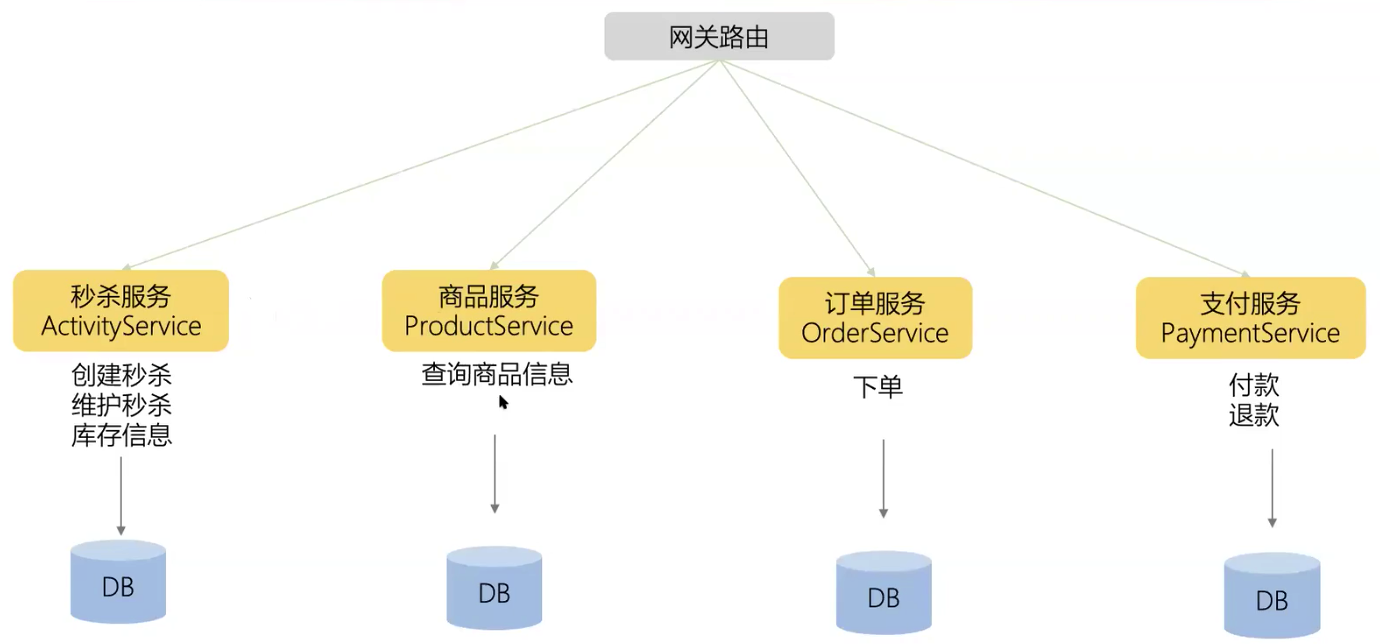 网关路由
秒杀服务
ActivityService
创建秒杀
维护秒杀
库存信息
DB
商品服务
ProductService
查询商品信息
DB
订单服务
OrderService
下单
DB
支付服务
PaymentService
付款
退款
DB